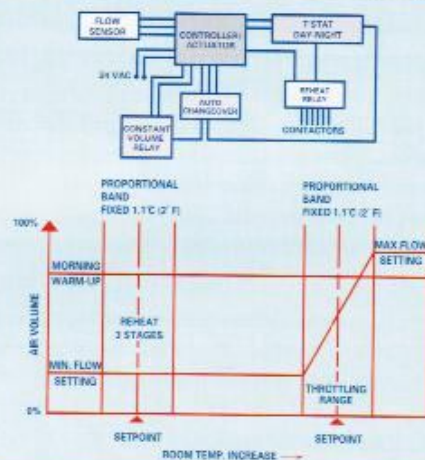 FLOW
SENSOR
CONTROLLER/
ACTUATOR
T'STAT
DAY-NIGHT
24 VAC
AUTO
CHANGEOVER
REHEAT
RELAY
CONSTANT
VOLUME
RELAY
CONTACTORS
PROPORTIONAL
BAND
FIXED 1.1°C (2° F)
PROPORTIONAL
BAND
FIXED 1.1°C (2° F)
100%
MORNING
WARM-UP
MAX.FLOW
SETTING
REHEAT
3 STAGES
AIR VOLUME
MIN. FLOW
SETTING
THROTTLING
RANGE
0%
SETPOINT
SETPOINT
ROOM TEMP. INCREASE